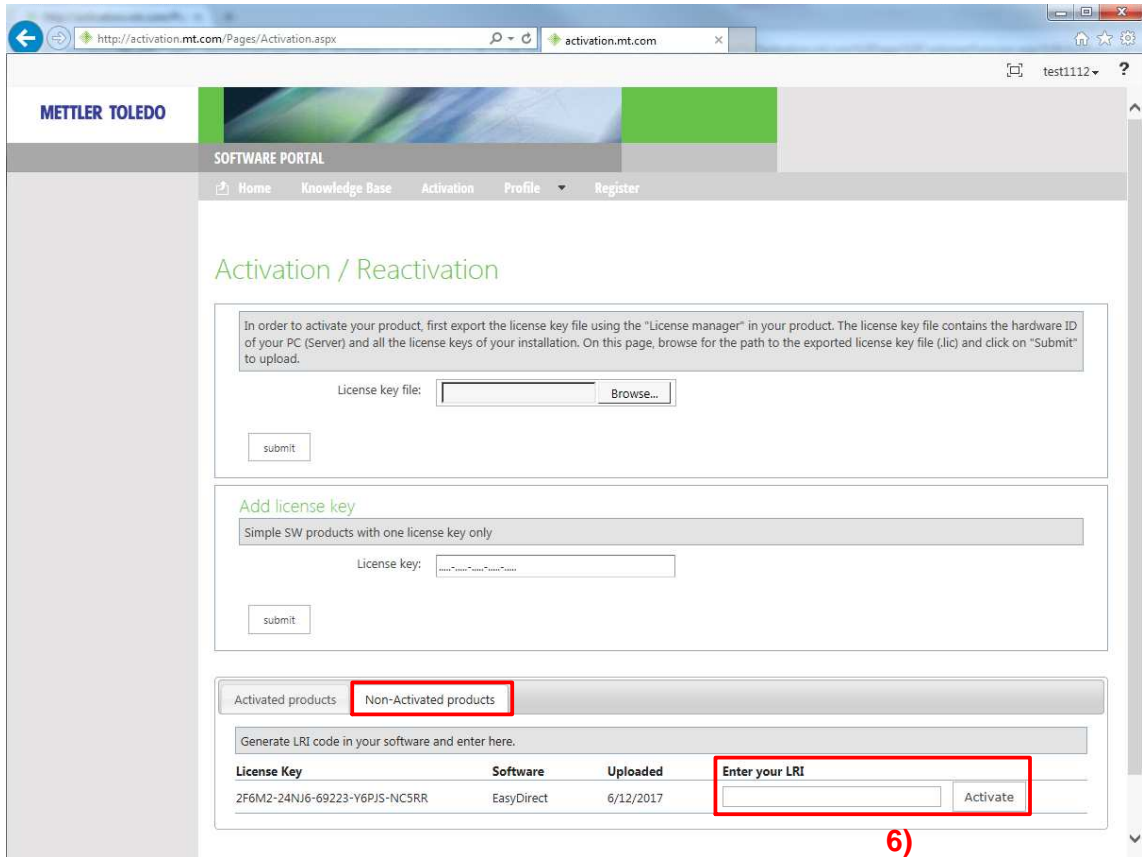 http://activation.mt.com/Pages/Activation.aspx
activation.mt.com
test1112
?
METTLER TOLEDO
SOFTWARE PORTAL
Home Knowledge Base Activation Profile Register
Activation / Reactivation
In order to activate your product, first export the license key file using the "License manager" in your product. The license key file contains the hardware ID
of your PC (Server) and all the license keys of your installation. On this page, browse for the path to the exported license key file (.lic) and click on "Submit"
to upload.
License key file:
Browse...
submit
Add license key
Simple SW products with one license key only
License key: .....-.....-.....-.....-.....
submit
Activated products Non-Activated products
Generate LRI code in your software and enter here.
License Key Software Uploaded Enter your LRI
2F6M2-24NJ6-69223-Y6PJS-NC5RR EasyDirect 6/12/2017 Activate
6)